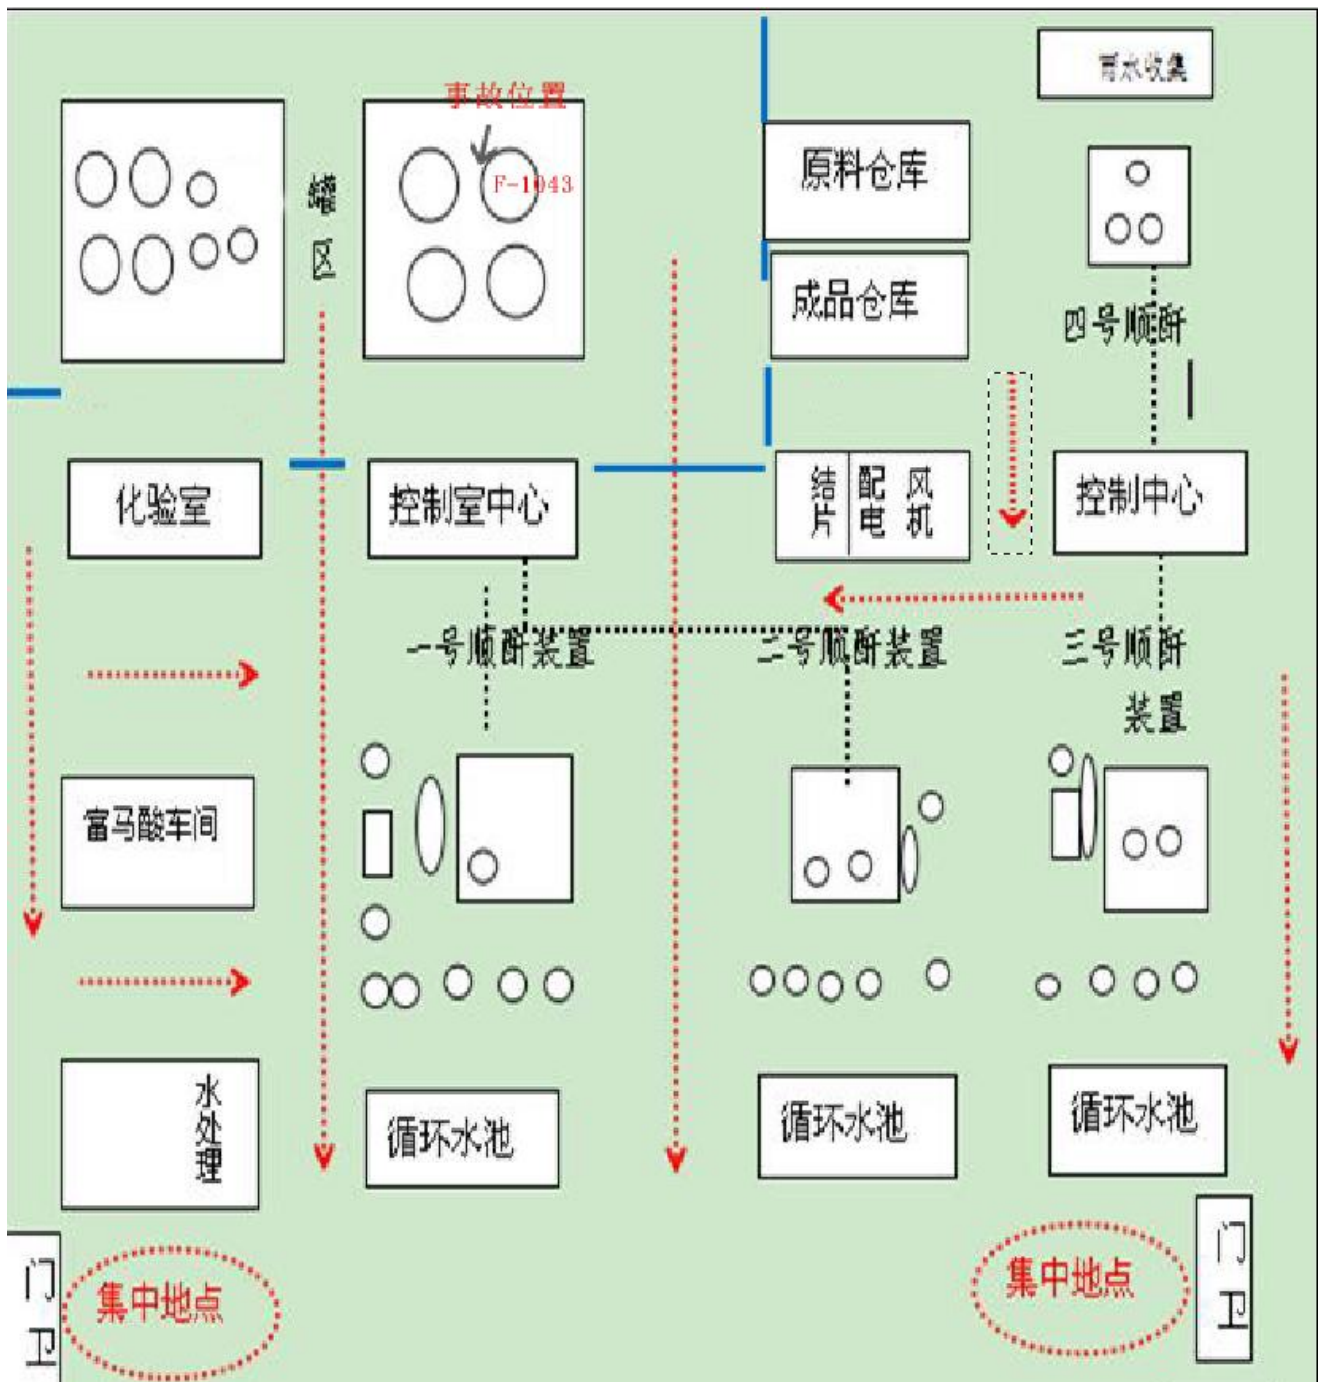 事故位置
F-1043
雨水收集
罐区
原料仓库
成品仓库
四号顺酐
化验室
控制室中心
结片
配电
风机
控制中心
一号顺酐装置
二号顺酐装置
三号顺酐
装置
富马酸车间
水处理
循环水池
循环水池
循环水池
门卫
集中地点
集中地点
门卫